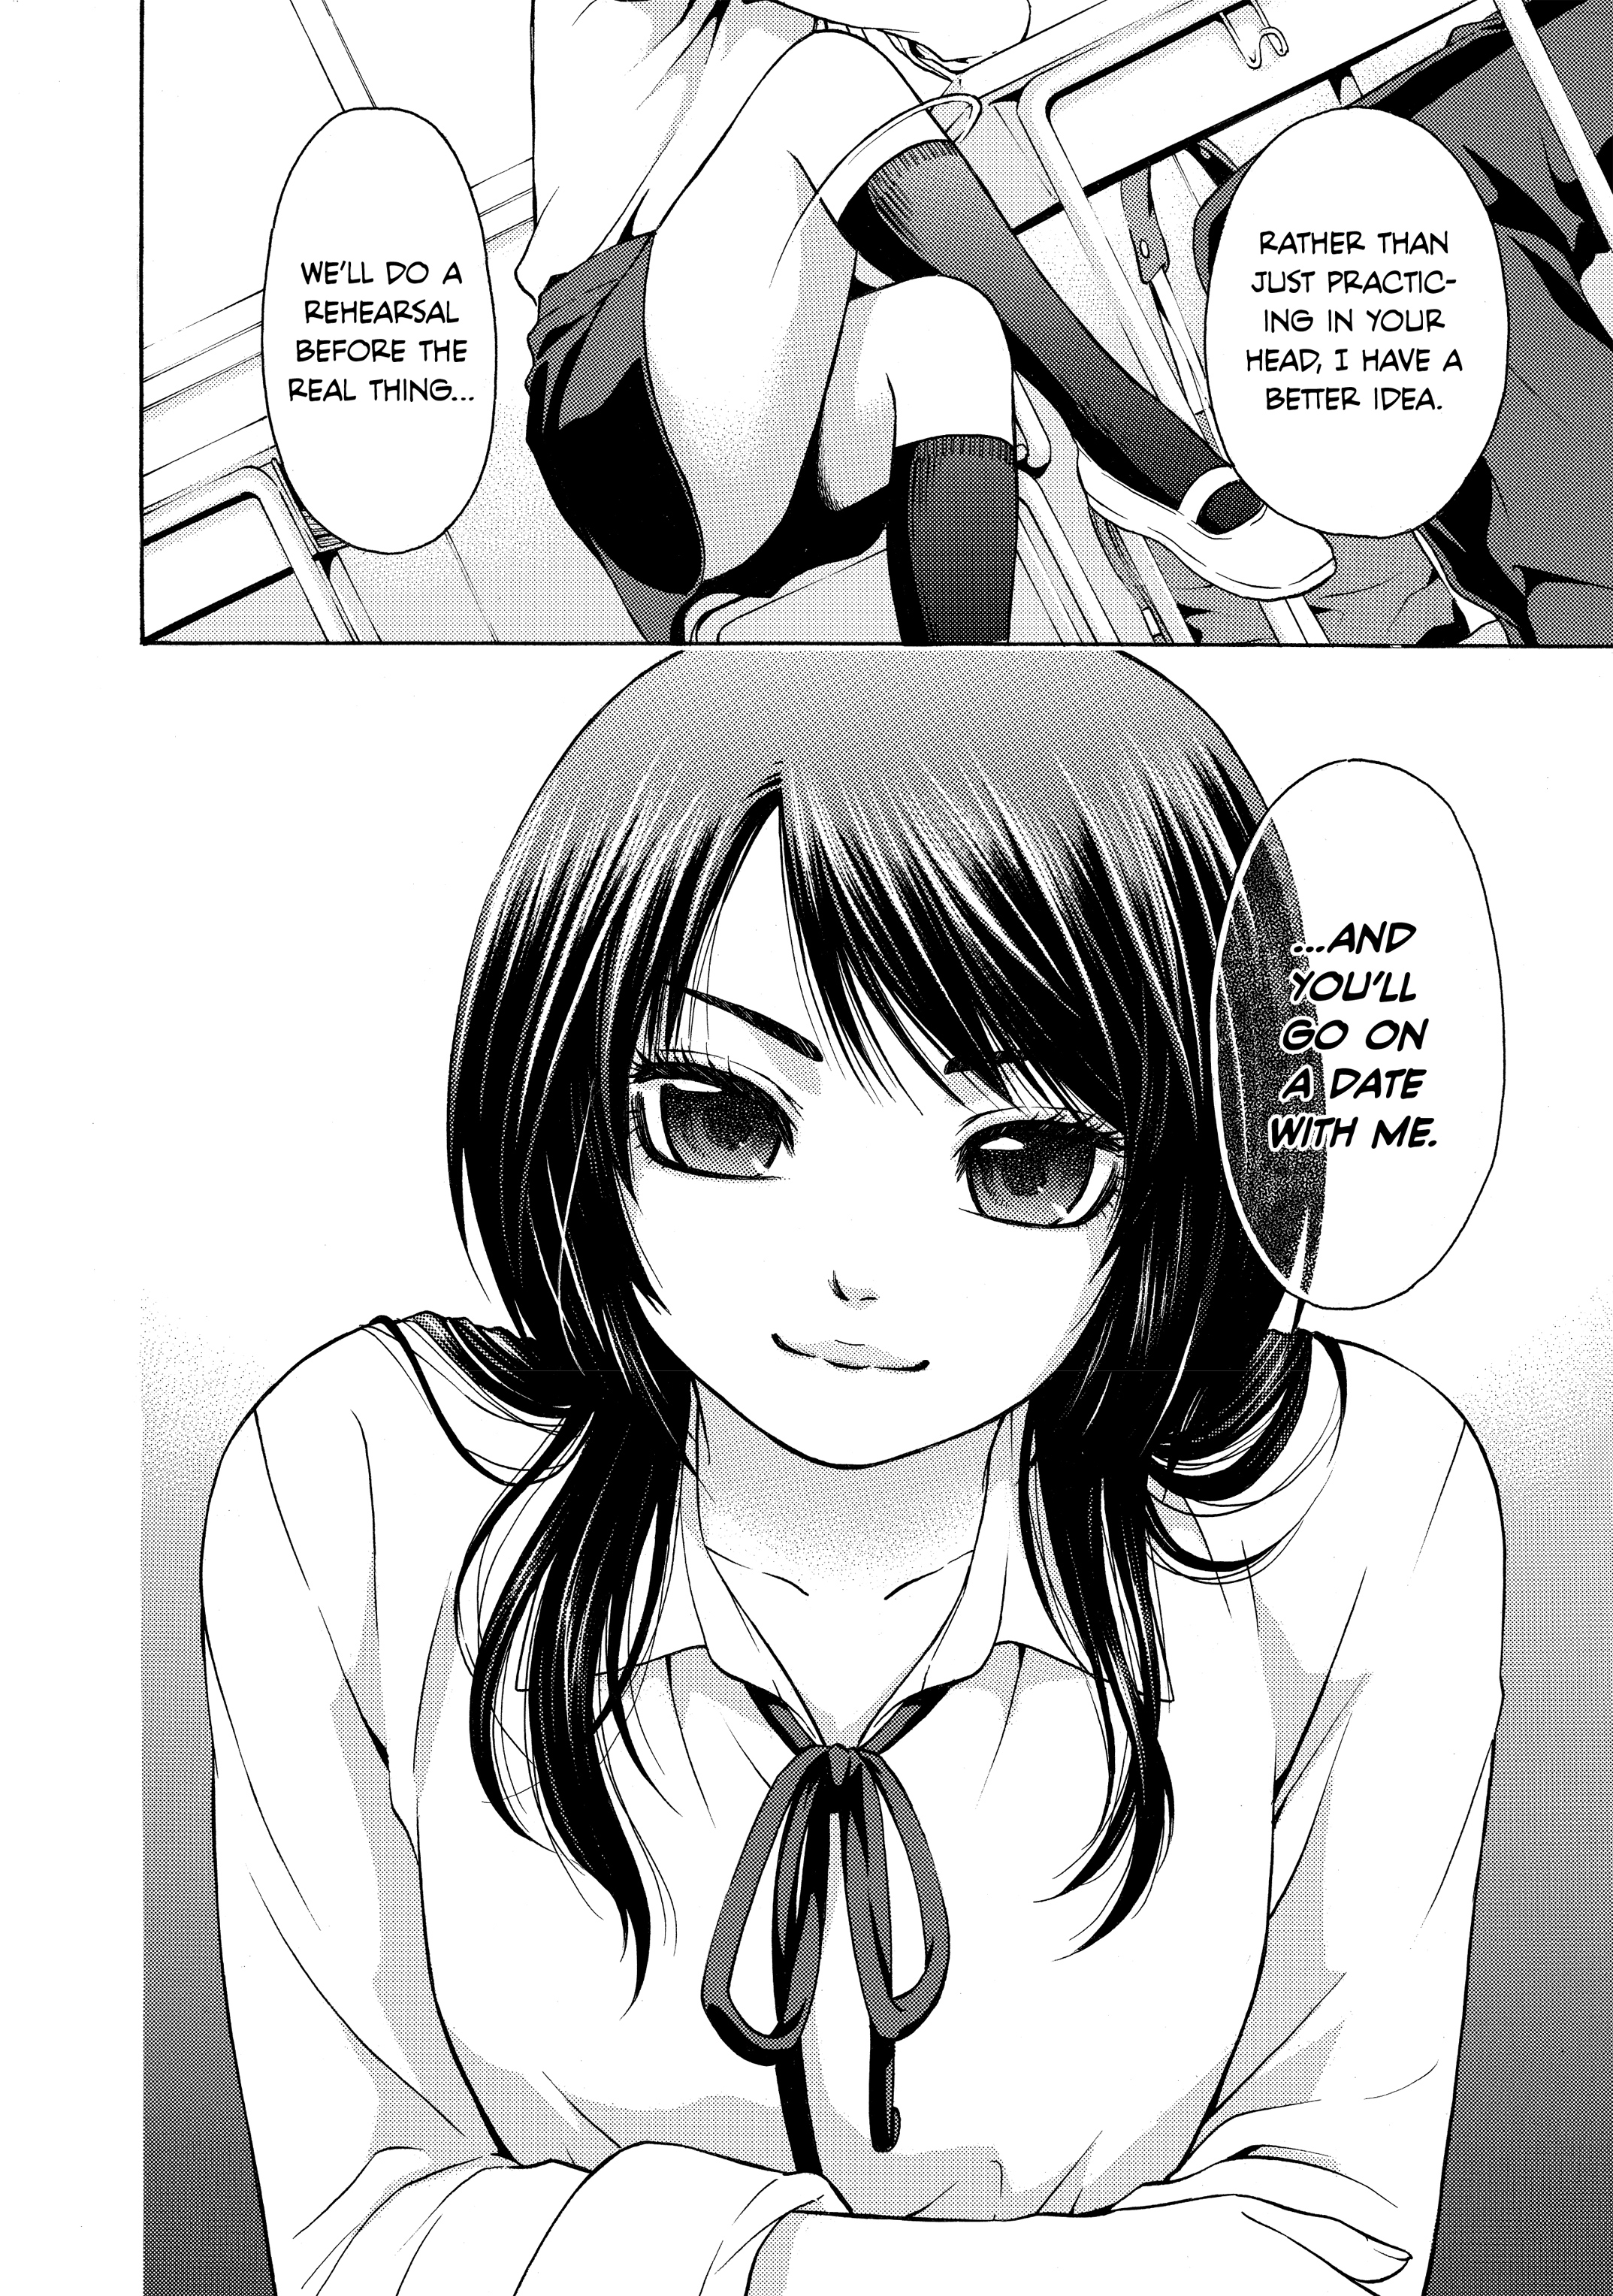 RATHER THAN
JUST PRACTIC-
ING IN YOUR
HEAD, I HAVE A
BETTER IDEA.
WE'LL DO A
REHEARSAL
BEFORE THE
REAL THING...
...AND
YOU'LL
GO ON
A DATE
WITH ME.